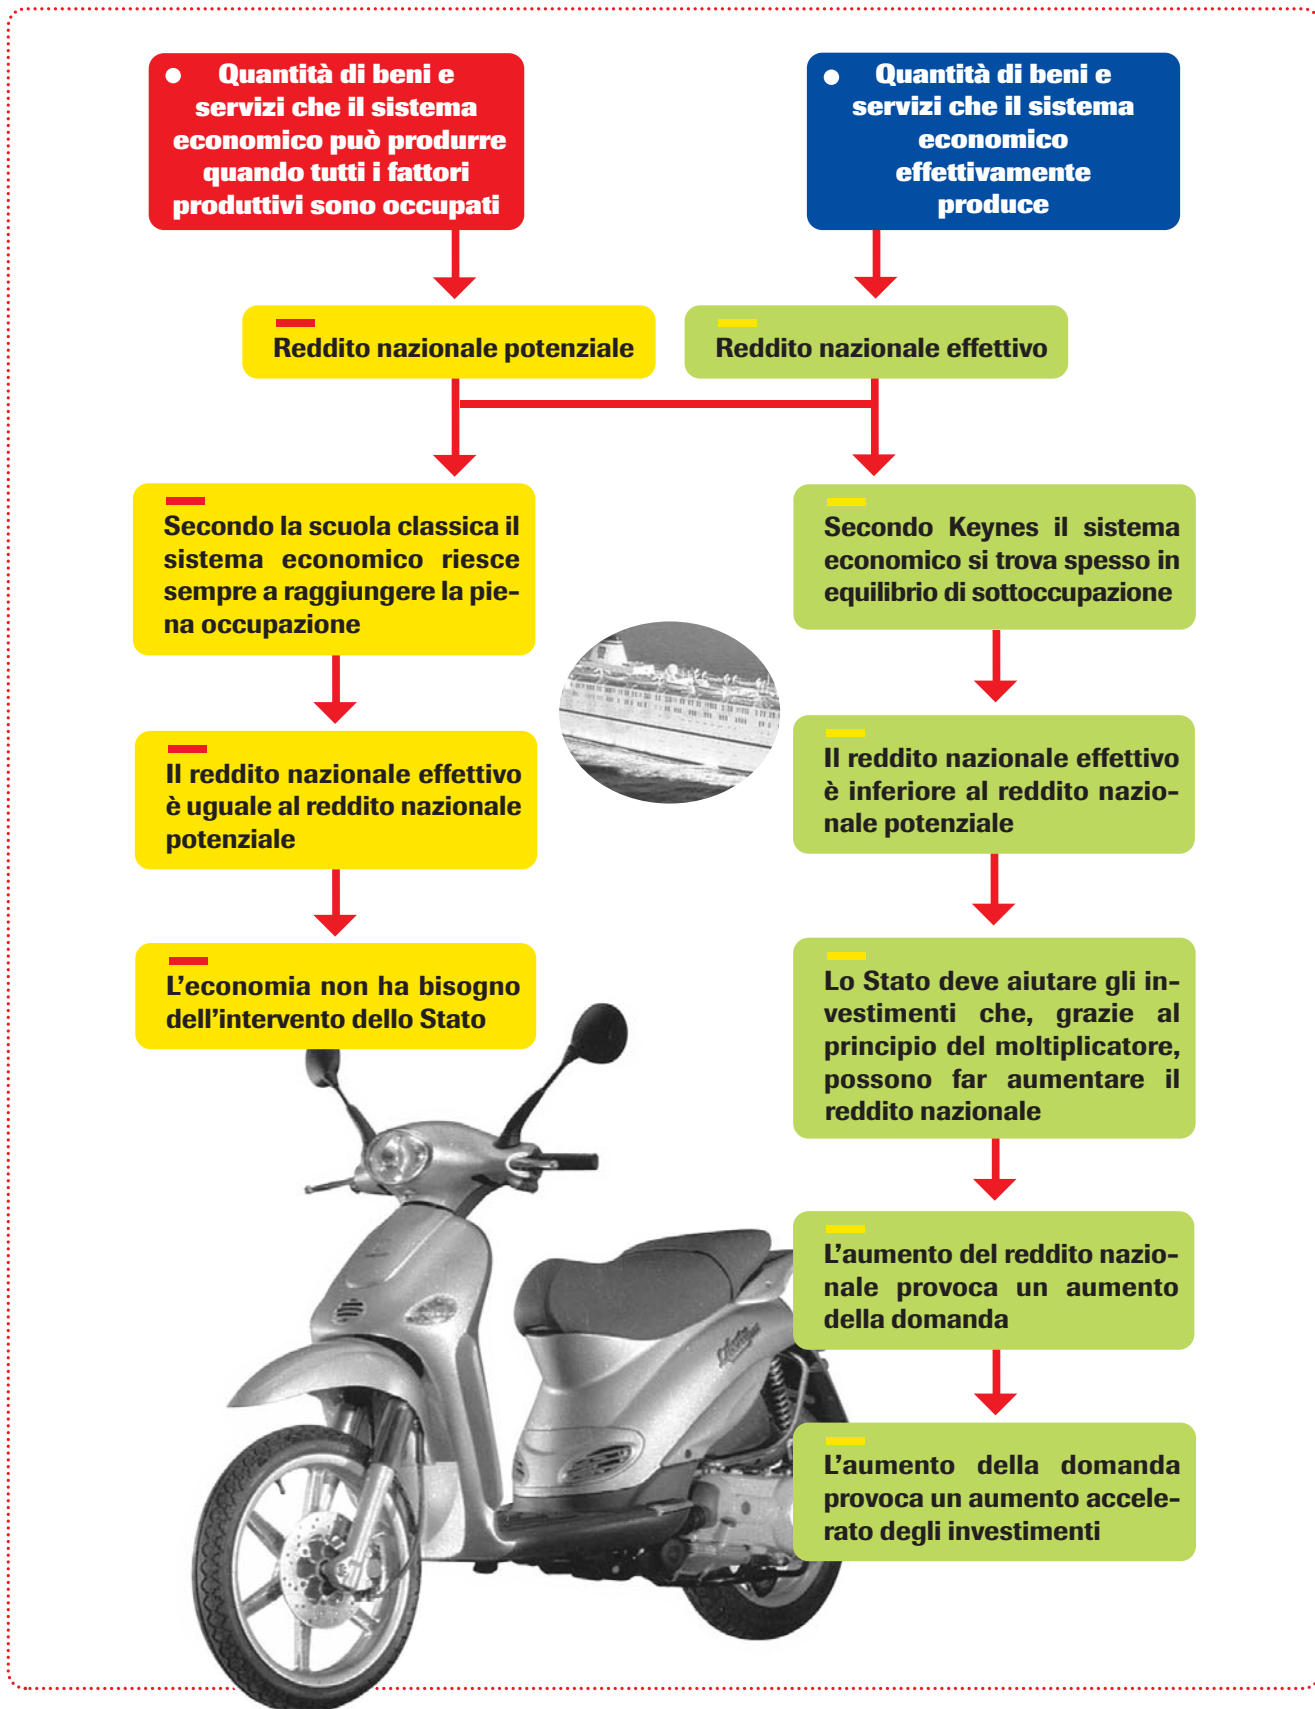 Quantità di beni e
servizi che il sistema
economico può produrre
quando tutti i fattori
produttivi sono occupati
Quantità di beni e
servizi che il sistema
economico
effettivamente
produce
Reddito nazionale potenziale
Reddito nazionale effettivo
Secondo la scuola classica il
sistema economico riesce
sempre a raggiungere la pie-
na occupazione
Secondo Keynes il sistema
economico si trova spesso in
equilibrio di sottoccupazione
Il reddito nazionale effettivo
è uguale al reddito nazionale
potenziale
Il reddito nazionale effettivo
è inferiore al reddito nazio-
nale potenziale
L'economia non ha bisogno
dell'intervento dello Stato
Lo Stato deve aiutare gli in-
vestimenti che, grazie al
principio del moltiplicatore,
possono far aumentare il
reddito nazionale
L'aumento del reddito nazio-
nale provoca un aumento
della domanda
L'aumento della domanda
provoca un aumento accele-
rato degli investimenti